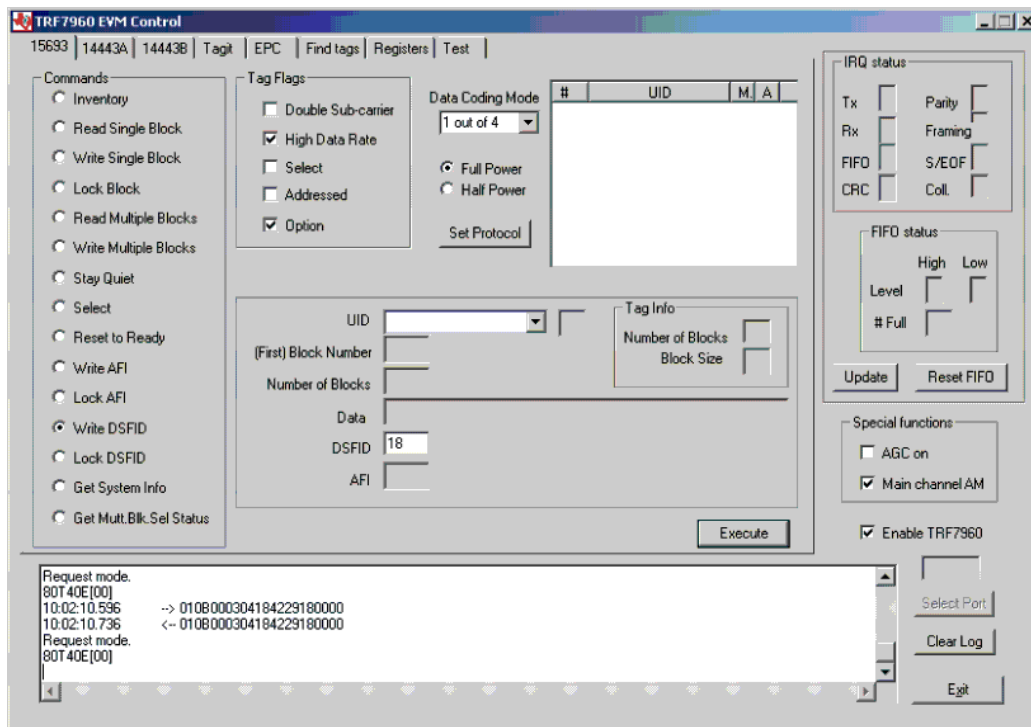 TRF7960 EVM Control
15693 14443A 14443B Tagit EPC Find tags Registers Test
Commands
Inventory
Read Single Block
Write Single Block
Lock Block
Read Multiple Blocks
Write Multiple Blocks
Stay Quiet
Select
Reset to Ready
Write AFI
Lock AFI
Write DSFID
Lock DSFID
Get System Info
Get Mutt.Blk.Sel Status
Tag Flags
Double Sub-carrier
High Data Rate
Select
Addressed
Option
Data Coding Mode
1 out of 4
Full Power
Half Power
Set Protocol
# UID M. A
UID
(First) Block Number
Number of Blocks
Data
DSFID 18
AFI
Tag Info
Number of Blocks
Block Size
Execute
IRQ status
Tx Parity
Rx Framing
FIFO S/EOF
CRC Coll.
FIFO status
High Low
Level
# Full
Update Reset FIFO
Special functions
AGC on
Main channel AM
Enable TRF7960
Select Port
Clear Log
Exit
Request mode.
80T40E[00]
10:02:10.596 --> 010B000304184229180000
10:02:10.736 <-- 010B000304184229180000
Request mode.
80T40E[00]